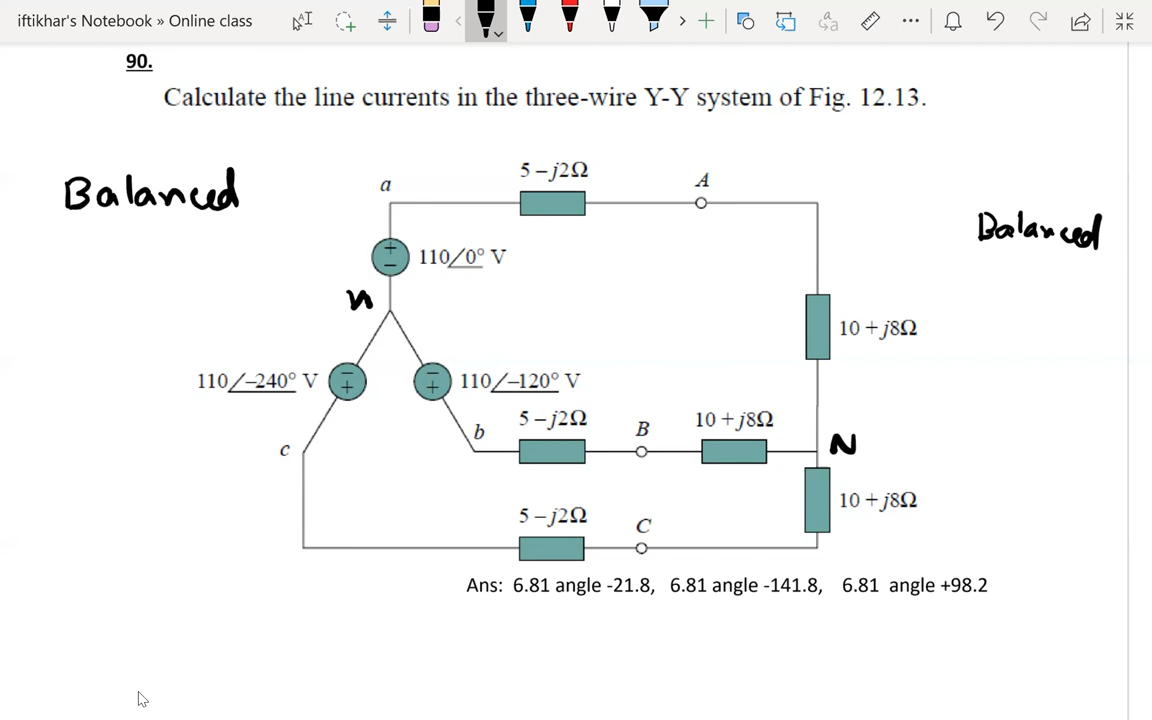 iftikhar's Notebook » Online class
90.
Calculate the line currents in the three-wire Y-Y system of Fig. 12.13.
Balanced
Balanced
a
5 – j2Ω
A
110∠0° V
n
10 + j8Ω
110∠–240° V
110∠–120° V
c
b
5 – j2Ω
B
10 + j8Ω
N
10 + j8Ω
5 – j2Ω
C
Ans: 6.81 angle -21.8, 6.81 angle -141.8, 6.81 angle +98.2